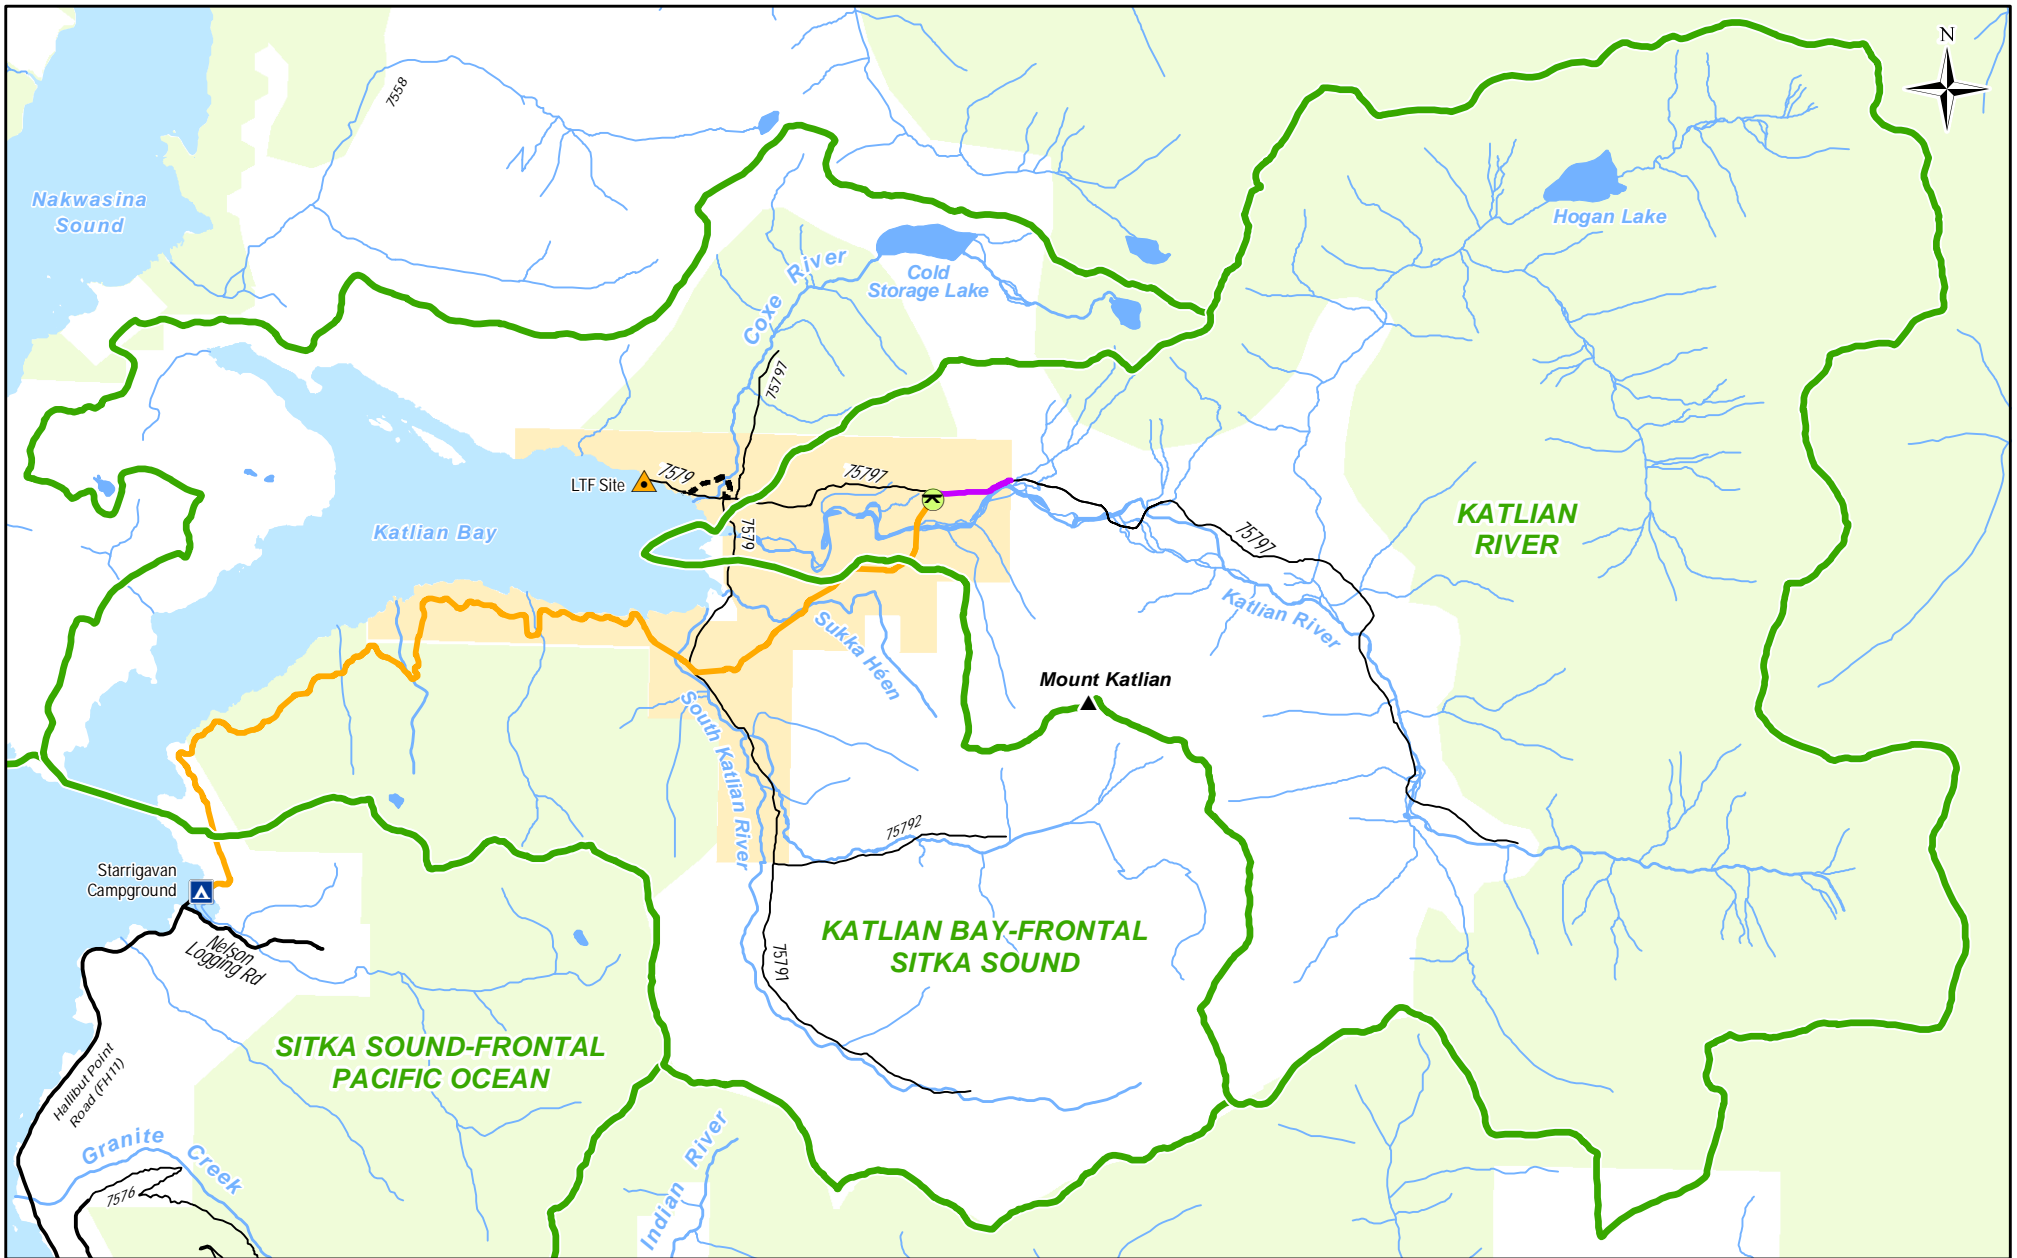 N
7558
Nakwasina
Sound
Hogan Lake
Coxe River
Cold
Storage Lake
75797
7579
75797
LTF Site
7579
Katlian Bay
75797
KATLIAN
RIVER
Katlian River
Sukka Héen
Mount Katlian
South Katlian River
75792
Starrigavan
Campground
Nelson
Logging Rd
KATLIAN BAY-FRONTAL
SITKA SOUND
75791
SITKA SOUND-FRONTAL
PACIFIC OCEAN
Halibut Point
Road (FH11)
Granite Creek
7576
Indian River